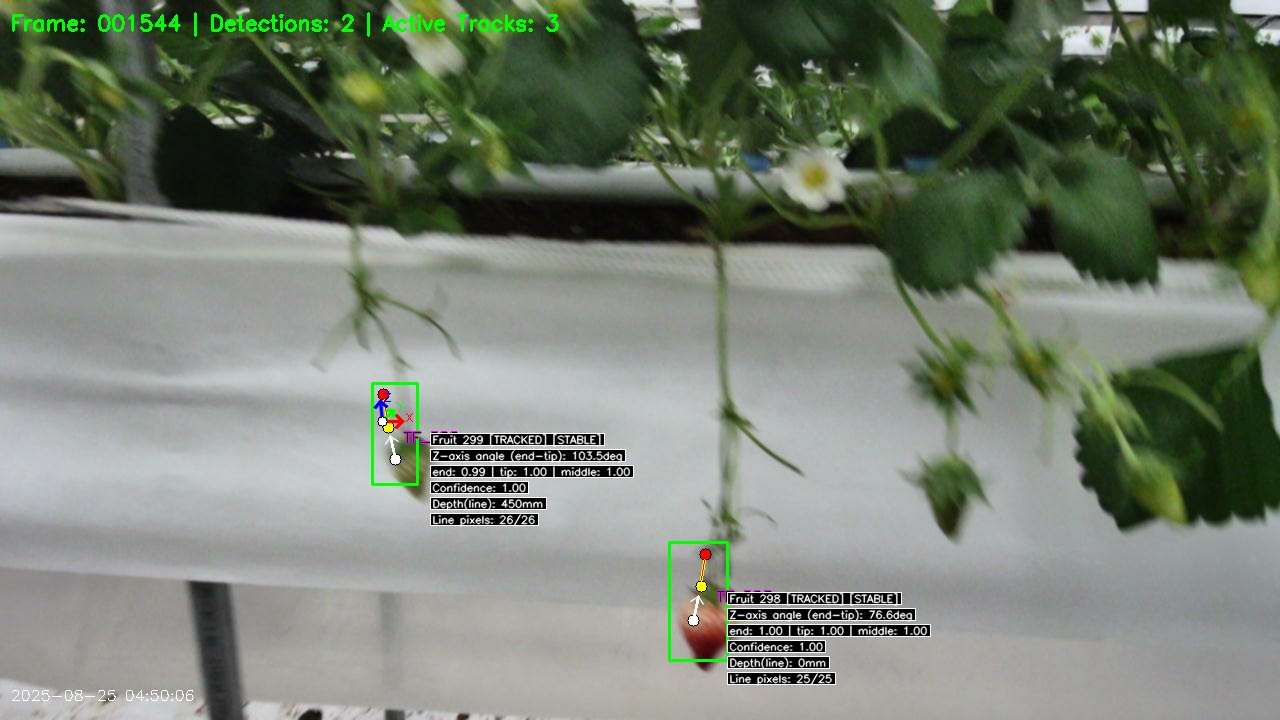 Frame: 001544 | Detections: 2 | Active Tracks: 3
X
Fruit 299 [TRACKED] [STABLE]
Z-axis angle (end-tip): 103.5deg
end: 0.99 | tip: 1.00 | middle: 1.00
Confidence: 1.00
Depth(line): 450mm
Line pixels: 26/26
Fruit 298 [TRACKED] [STABLE]
Z-axis angle (end-tip): 76.6deg
end: 1.00 | tip: 1.00 | middle: 1.00
Confidence: 1.00
Depth(line): 0mm
Line pixels: 25/25
2025-08-25 04:50:06